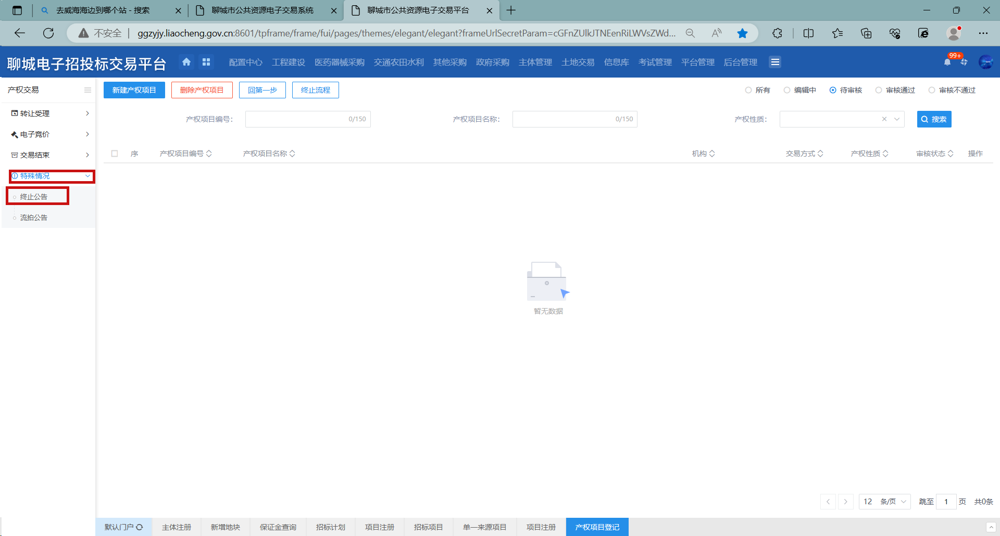 去威海海边到哪个站 - 搜索
聊城市公共资源电子交易系统
聊城市公共资源电子交易平台
不安全
ggzyjy.liaocheng.gov.cn:8601/tpframe/frame/fui/pages/themes/elegant/elegant?frameUrlSecretParam=cGFnZUlkJTNEenRiLWVsZWd...
聊城电子招投标交易平台
配置中心 工程建设 医药器械采购 交通农田水利 其他采购 政府采购 主体管理 土地交易 信息库 考试管理 平台管理 后台管理
99+
产权交易
新建产权项目 删除产权项目 回第一步 终止流程
所有 编辑中 待审核 审核通过 审核不通过
转让受理
电子竞价
交易结束
特殊情况
终止公告
流拍公告
产权项目编号： 0/150 产权项目名称： 0/150 产权性质： 搜索
序 产权项目编号 产权项目名称 机构 交易方式 产权性质 审核状态 操作
暂无数据
12 条/页 跳至 1 页 共0条
默认门户 主体注册 新增地块 保证金查询 招标计划 项目注册 招标项目 单一来源项目 项目注册 产权项目登记